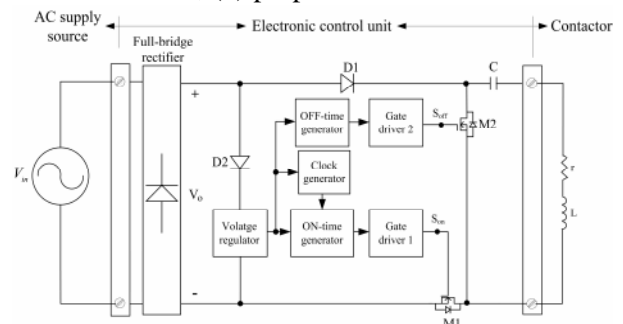 AC supply
source
Electronic control unit
Contactor
Full-bridge
rectifier
D1
C
+
OFF-time
generator
Gate
driver 2
Soff
M2
D2
Clock
generator
Vin
Vo
r
L
Volatge
regulator
ON-time
generator
Gate
driver 1
Son
-
M1